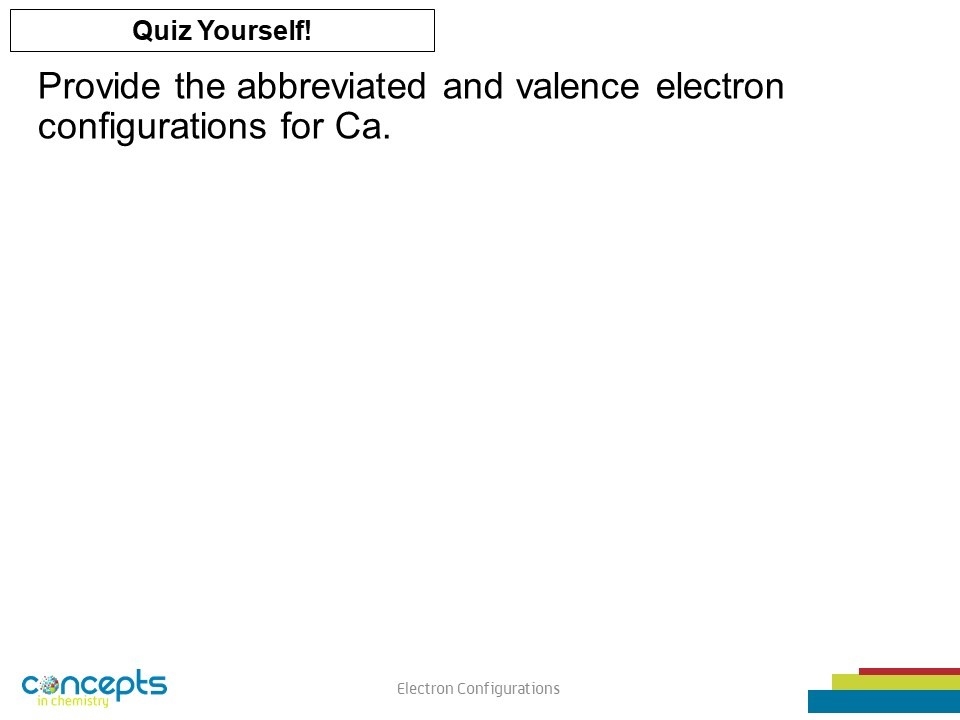 Quiz Yourself!
Provide the abbreviated and valence electron
configurations for Ca.
concepts
in chemistry
Electron Configurations